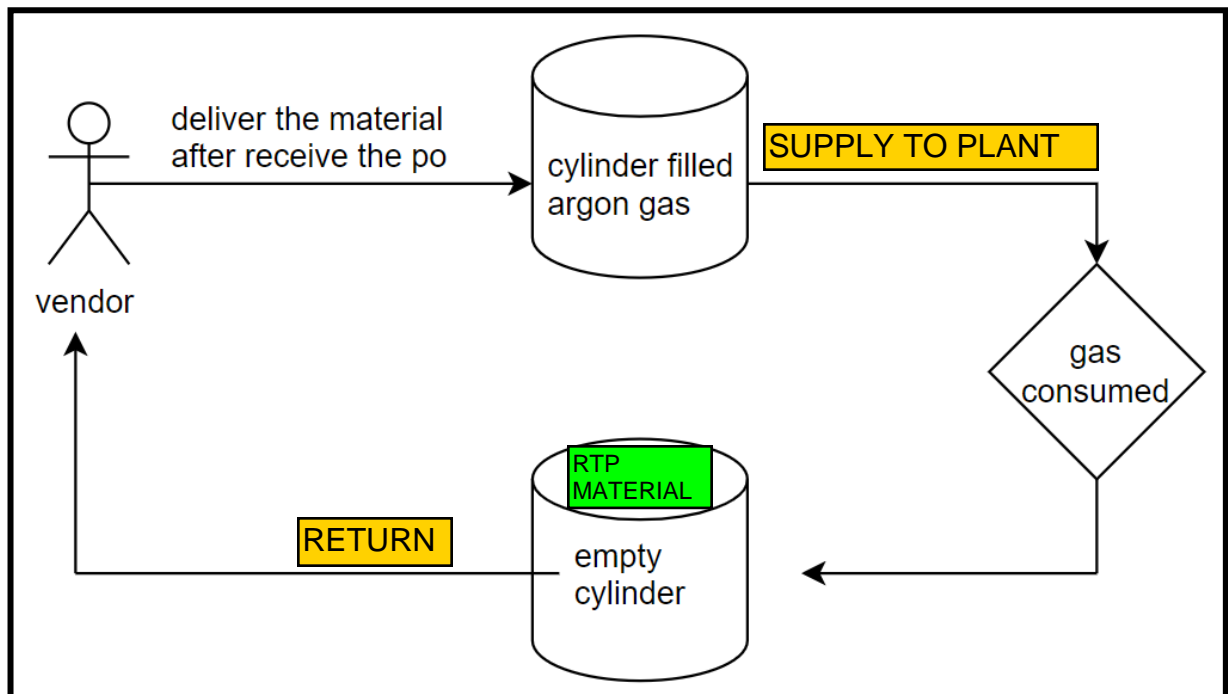 deliver the material
after receive the po
vendor
cylinder filled
argon gas
SUPPLY TO PLANT
gas
consumed
RTP
MATERIAL
empty
cylinder
RETURN